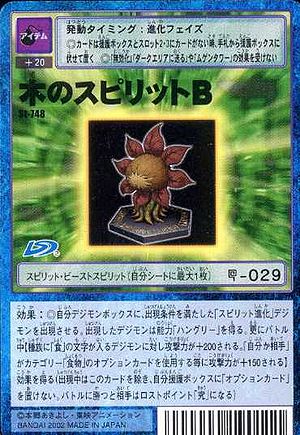 アイテム
+20
発動タイミング:進化フェイズ
◎カードは援護ボックスとスロット2・3にカードがない時、手札から援護ボックスに
伏せて置く ◎「無効化」「ダークエリアに送る」や「ムゲンタワー」の効果を受けない
木のスピリットB
St-748
スピリット・ビーストスピリット(自分シートに最大1枚)
-029
効果:◎自分デジモンボックスに、出現条件を満たした「スピリット進化」デジ
モンを出現させる。出現したデジモンは能力「ハングリー」を得る。更にバトル
中【種族】に「食」の文字が入るデジモンに対し攻撃力が+200される。「自分か相手」
がカテゴリー「食物」のオプションカードを使用する毎に攻撃力が+150される】
効果を得る(出現中はこのカードを除き、自分援護ボックスに「オプションカード」
を置けない。バトルに勝つと相手はロストポイント「究」になる)
©本郷あきよし・東映アニメーション
BANDAI 2002 MADE IN JAPAN